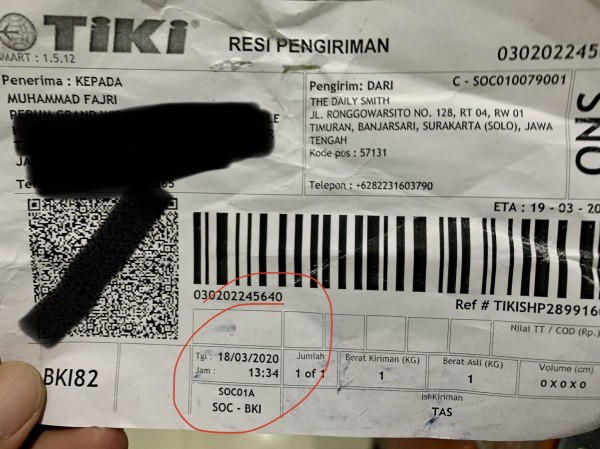 TiKi
RESI PENGIRIMAN
SMART : 1.5.12
0302022456
Penerima : KEPADA
MUHAMMAD FAJRI
Pengirim: DARI
C - SOC010079001
THE DAILY SMITH
JL. RONGGOWARSITO NO. 128, RT 04, RW 01
TIMURAN, BANJARSARI, SURAKARTA (SOLO), JAWA
TENGAH
Kode pos : 57131
Telepon : +6282231603790
SNO
ETA : 19 - 03 - 20
030202245640
Ref # TIKISHP2899160
Nilai TT / COD (Rp.)
BKI82
Tgl : 18/03/2020
Jam : 13:34
Jumlah
1 of 1
Berat Kiriman (KG)
1
Berat Asli (KG)
1
Volume (cm)
0 X 0 X 0
SOC01A
SOC - BKI
Isi Kiriman
TAS